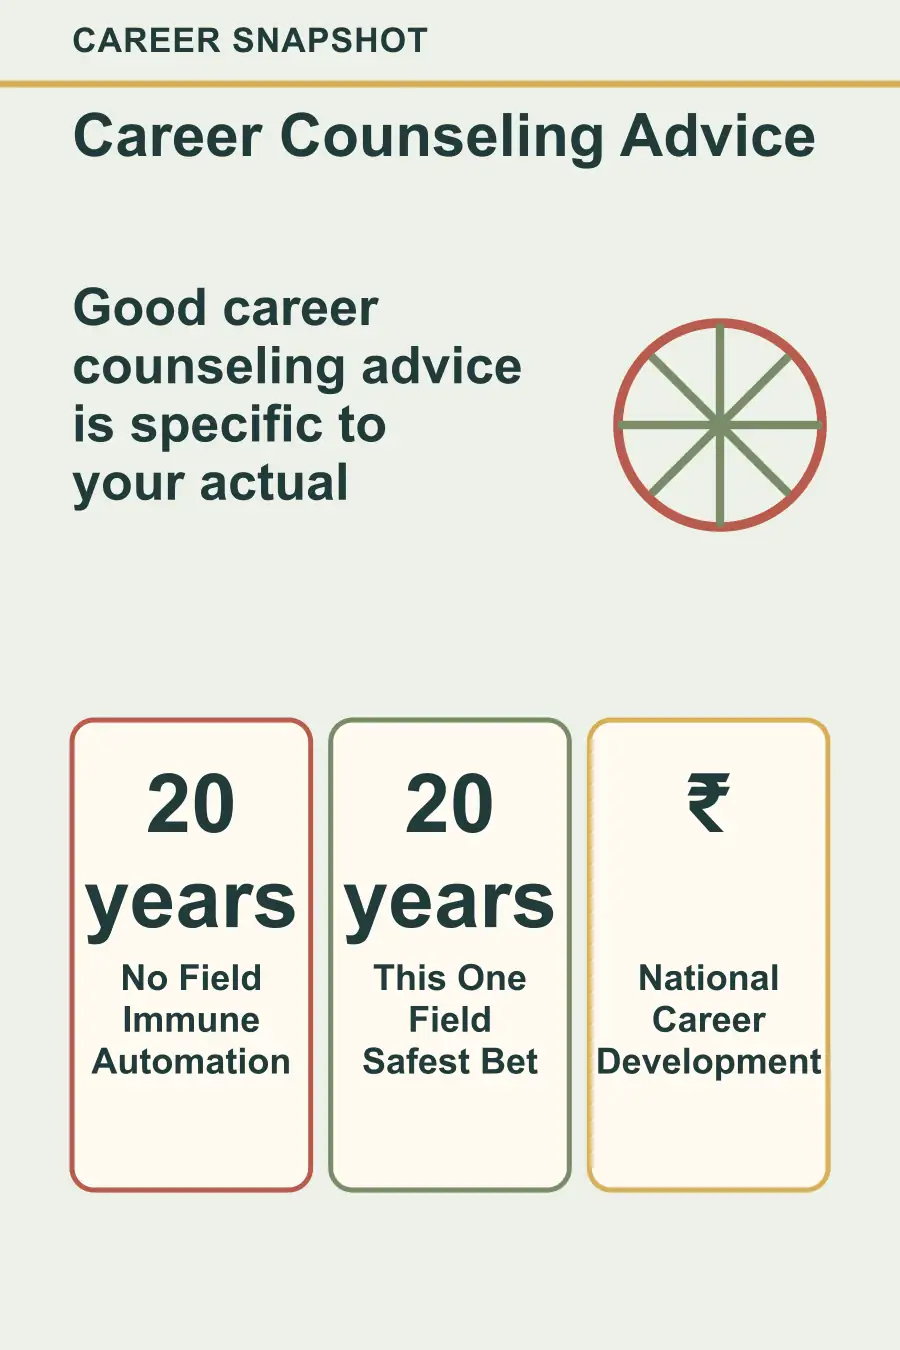 CAREER SNAPSHOT
Career Counseling Advice
Good career
counseling advice
is specific to
your actual
20
years
No Field
Immune
Automation
20
years
This One
Field
Safest Bet
₹
National
Career
Development